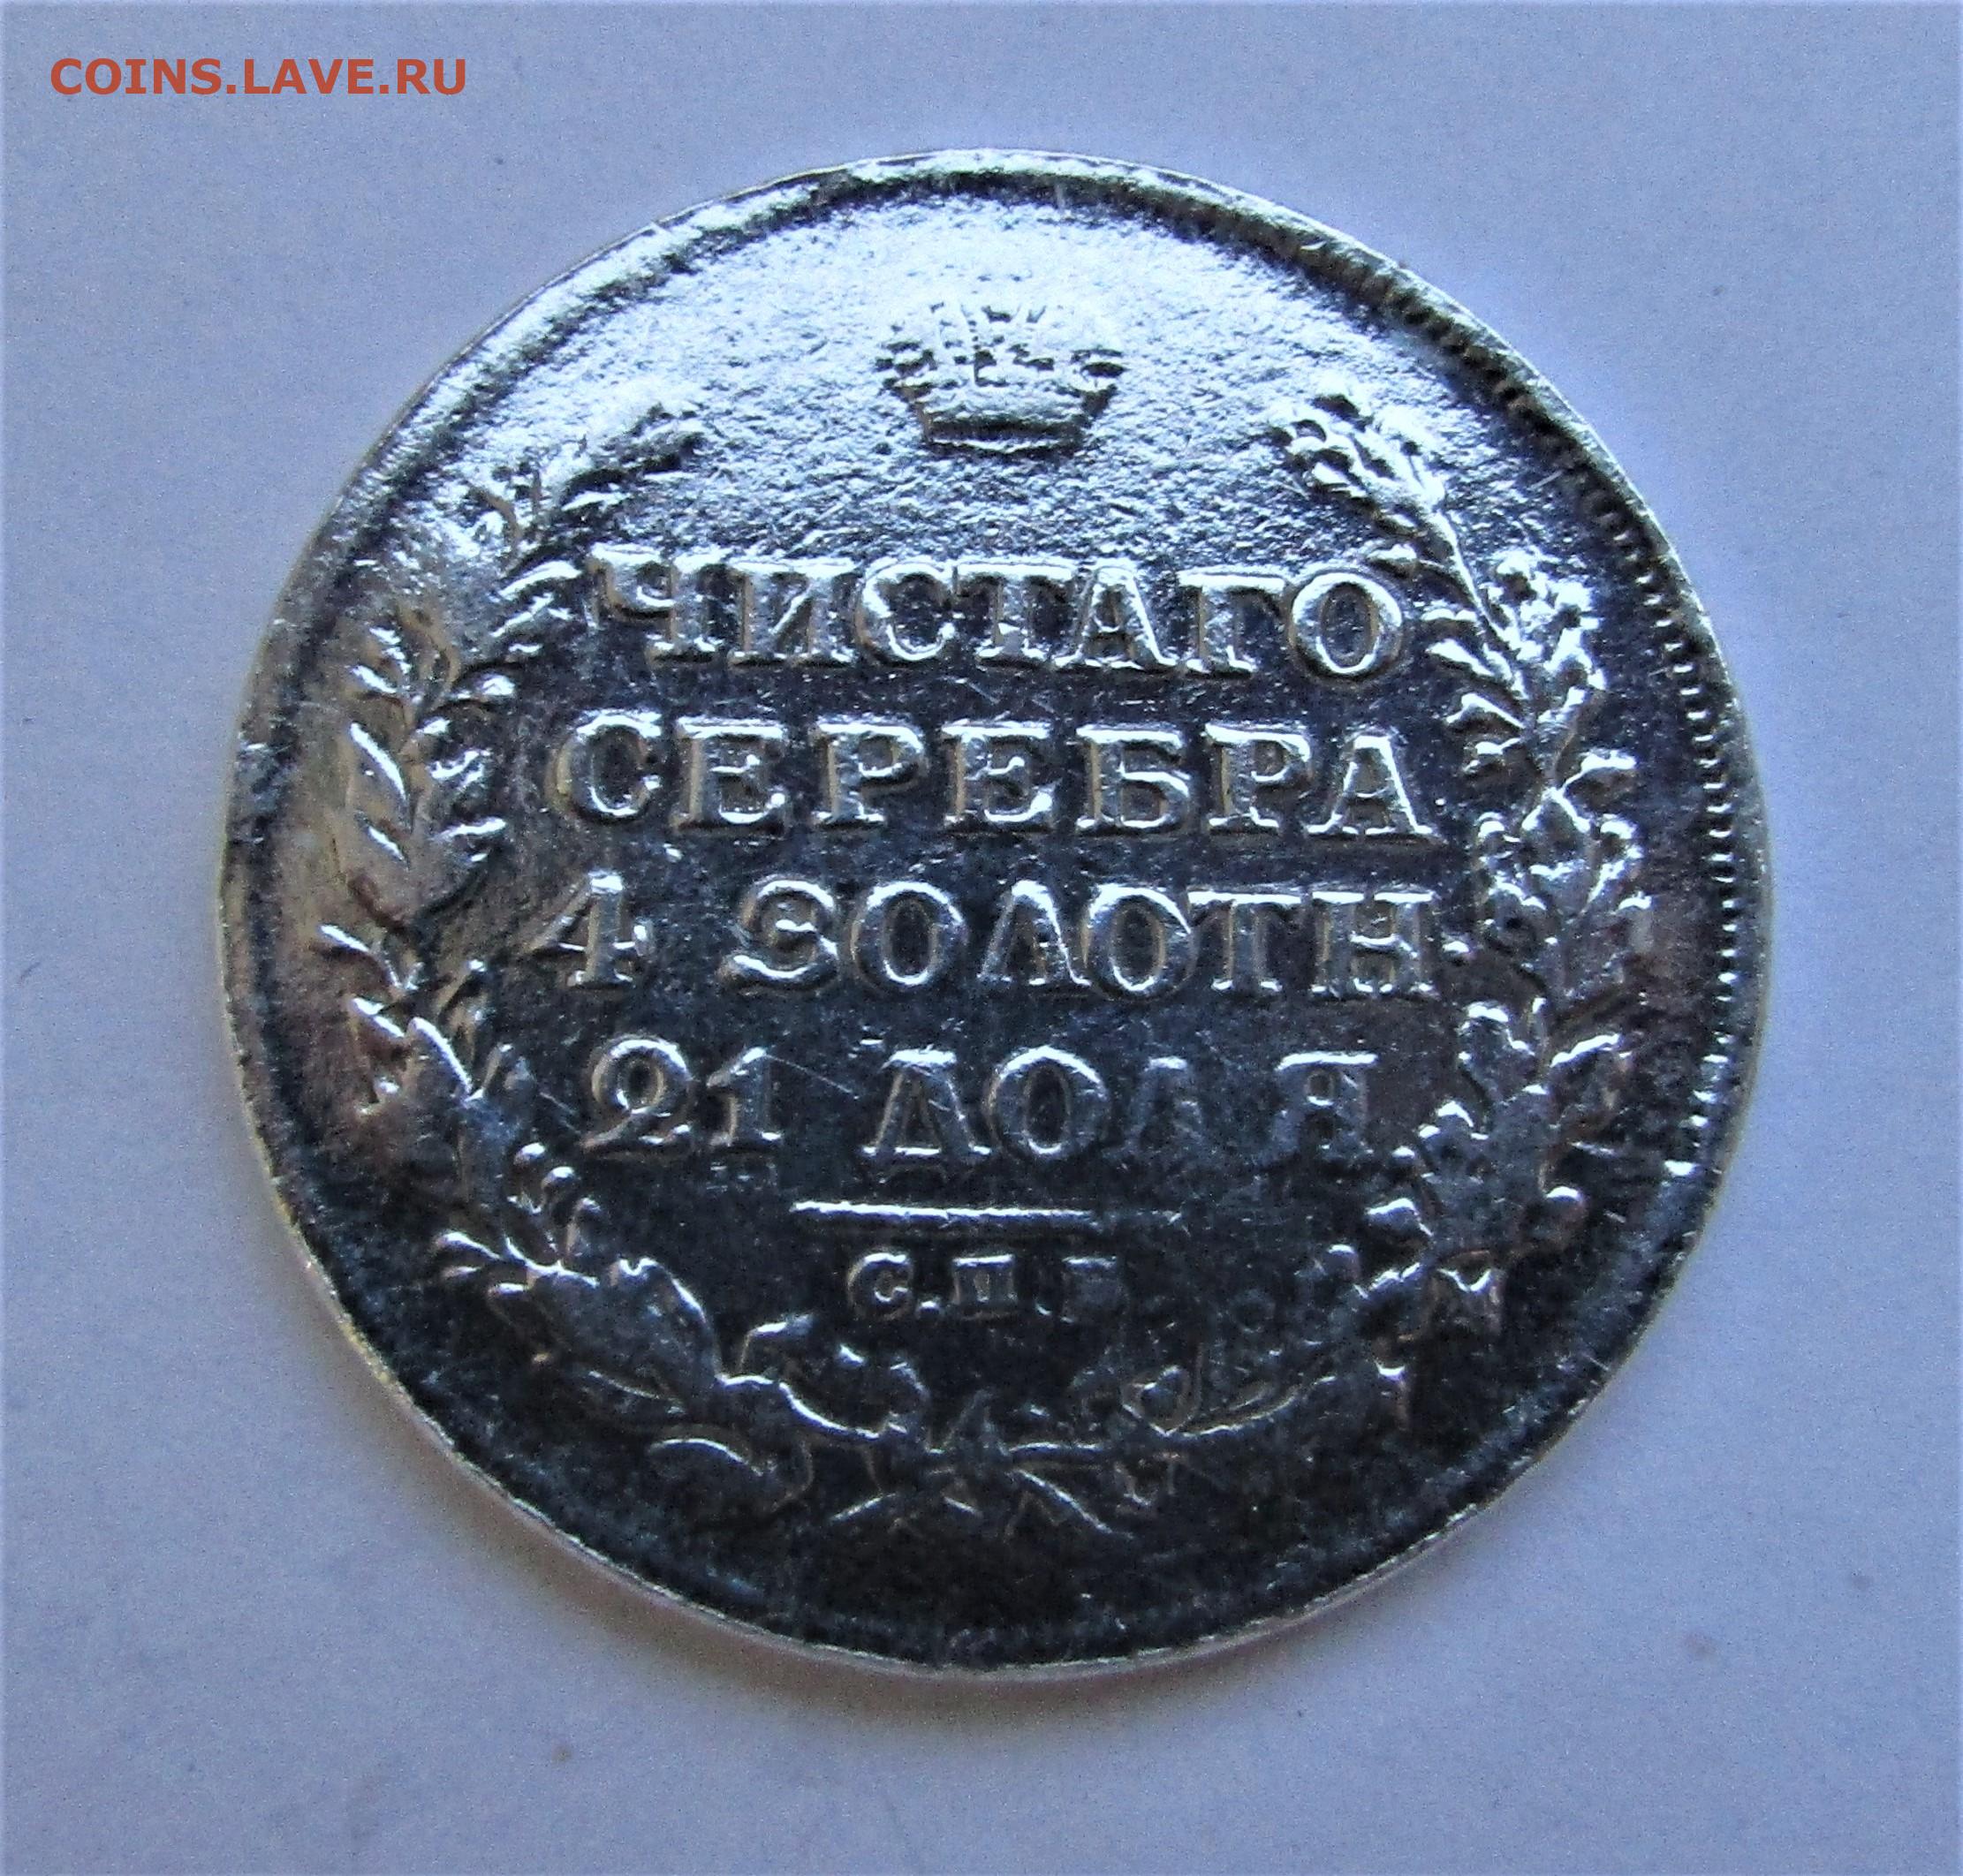 COINS.LAVE.RU
ЧИСТАГО
СЕРЕБРА
4 ЗОЛОТН
21 ДОЛЯ
С.П Б